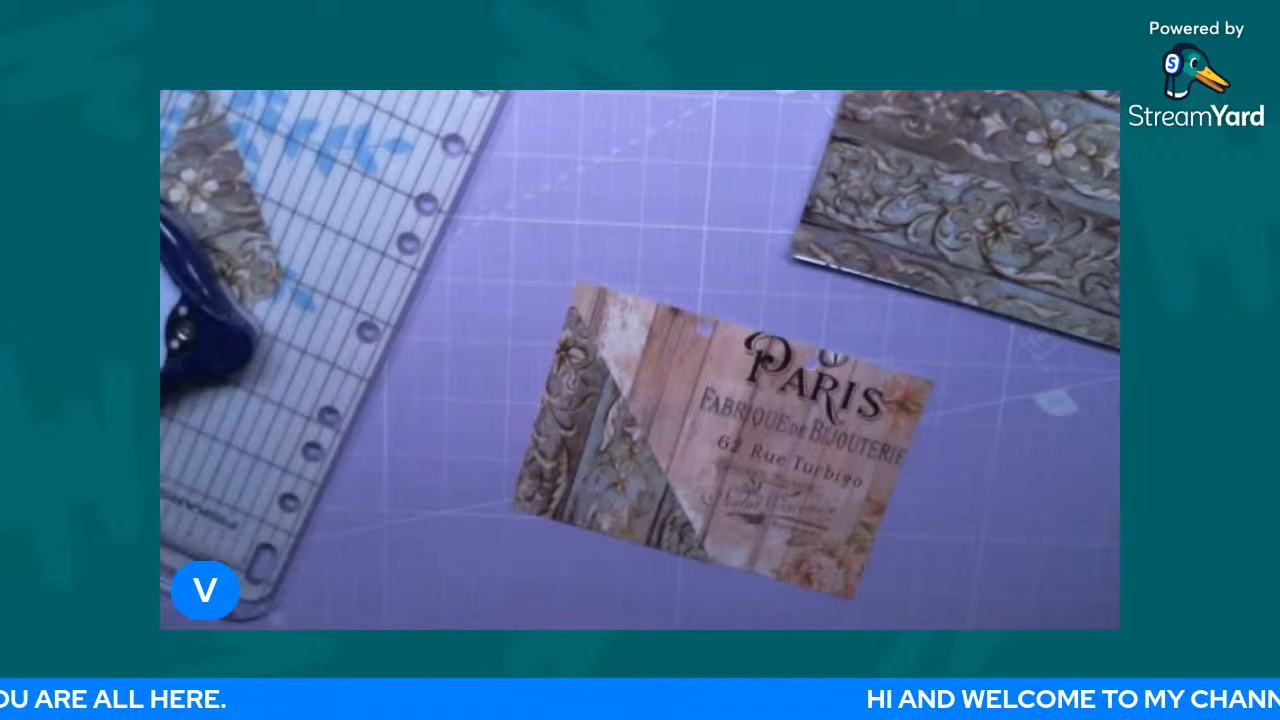 Powered by
StreamYard
PARIS
FABRIQUE DE BIJOUTERIE
62 Rue Turbigo
V
OU ARE ALL HERE.
HI AND WELCOME TO MY CHANN